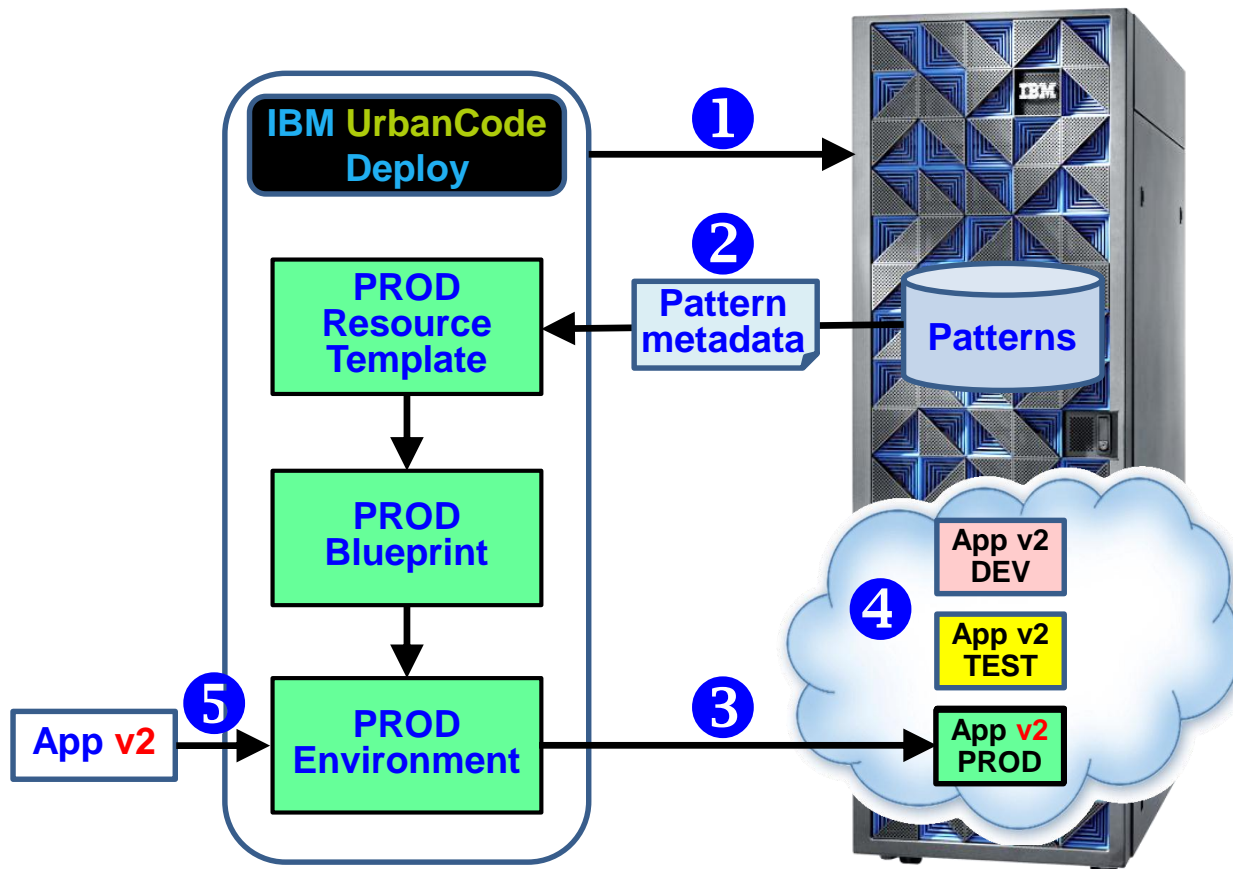 IBM UrbanCode
Deploy
1
IBM
2
PROD
Resource
Template
Pattern
metadata
Patterns
PROD
Blueprint
App v2
DEV
4
App v2
TEST
5
3
App v2
PROD
Environment
App v2
PROD